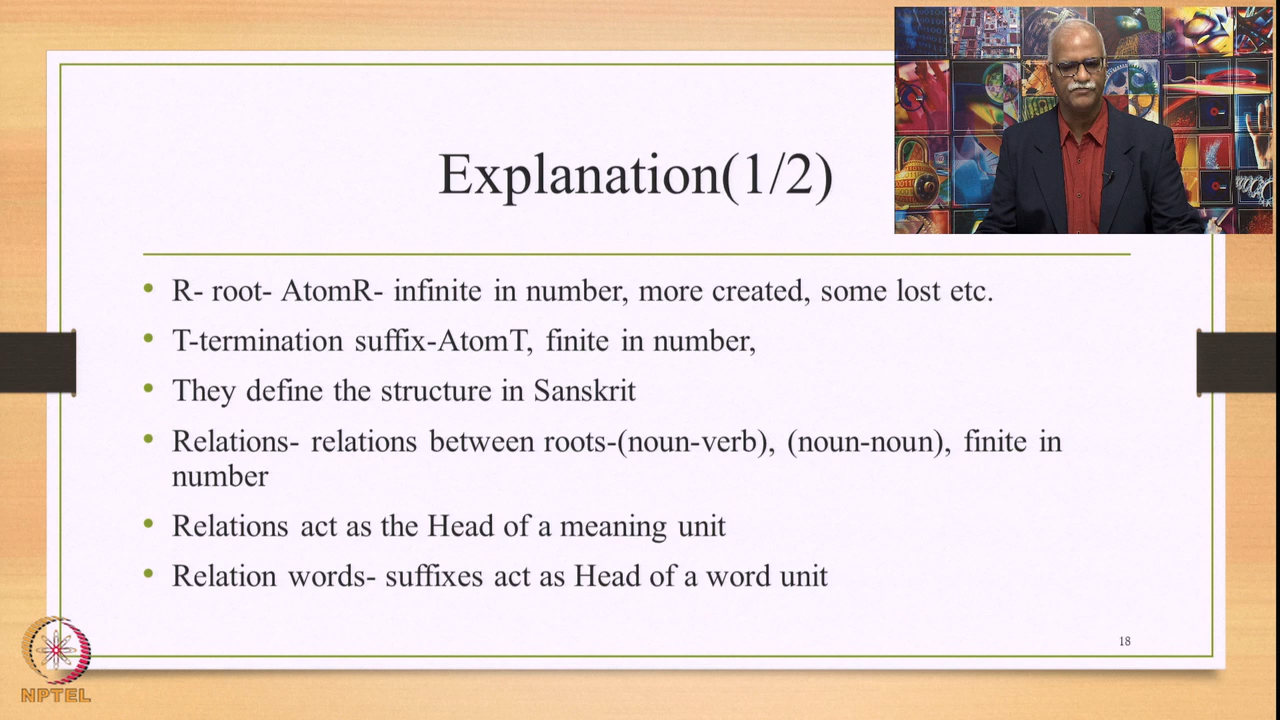 Explanation(1/2)
• R- root- AtomR- infinite in number, more created, some lost etc.
• T-termination suffix-AtomT, finite in number,
• They define the structure in Sanskrit
• Relations- relations between roots-(noun-verb), (noun-noun), finite in
number
• Relations act as the Head of a meaning unit
• Relation words- suffixes act as Head of a word unit
18
NPTEL